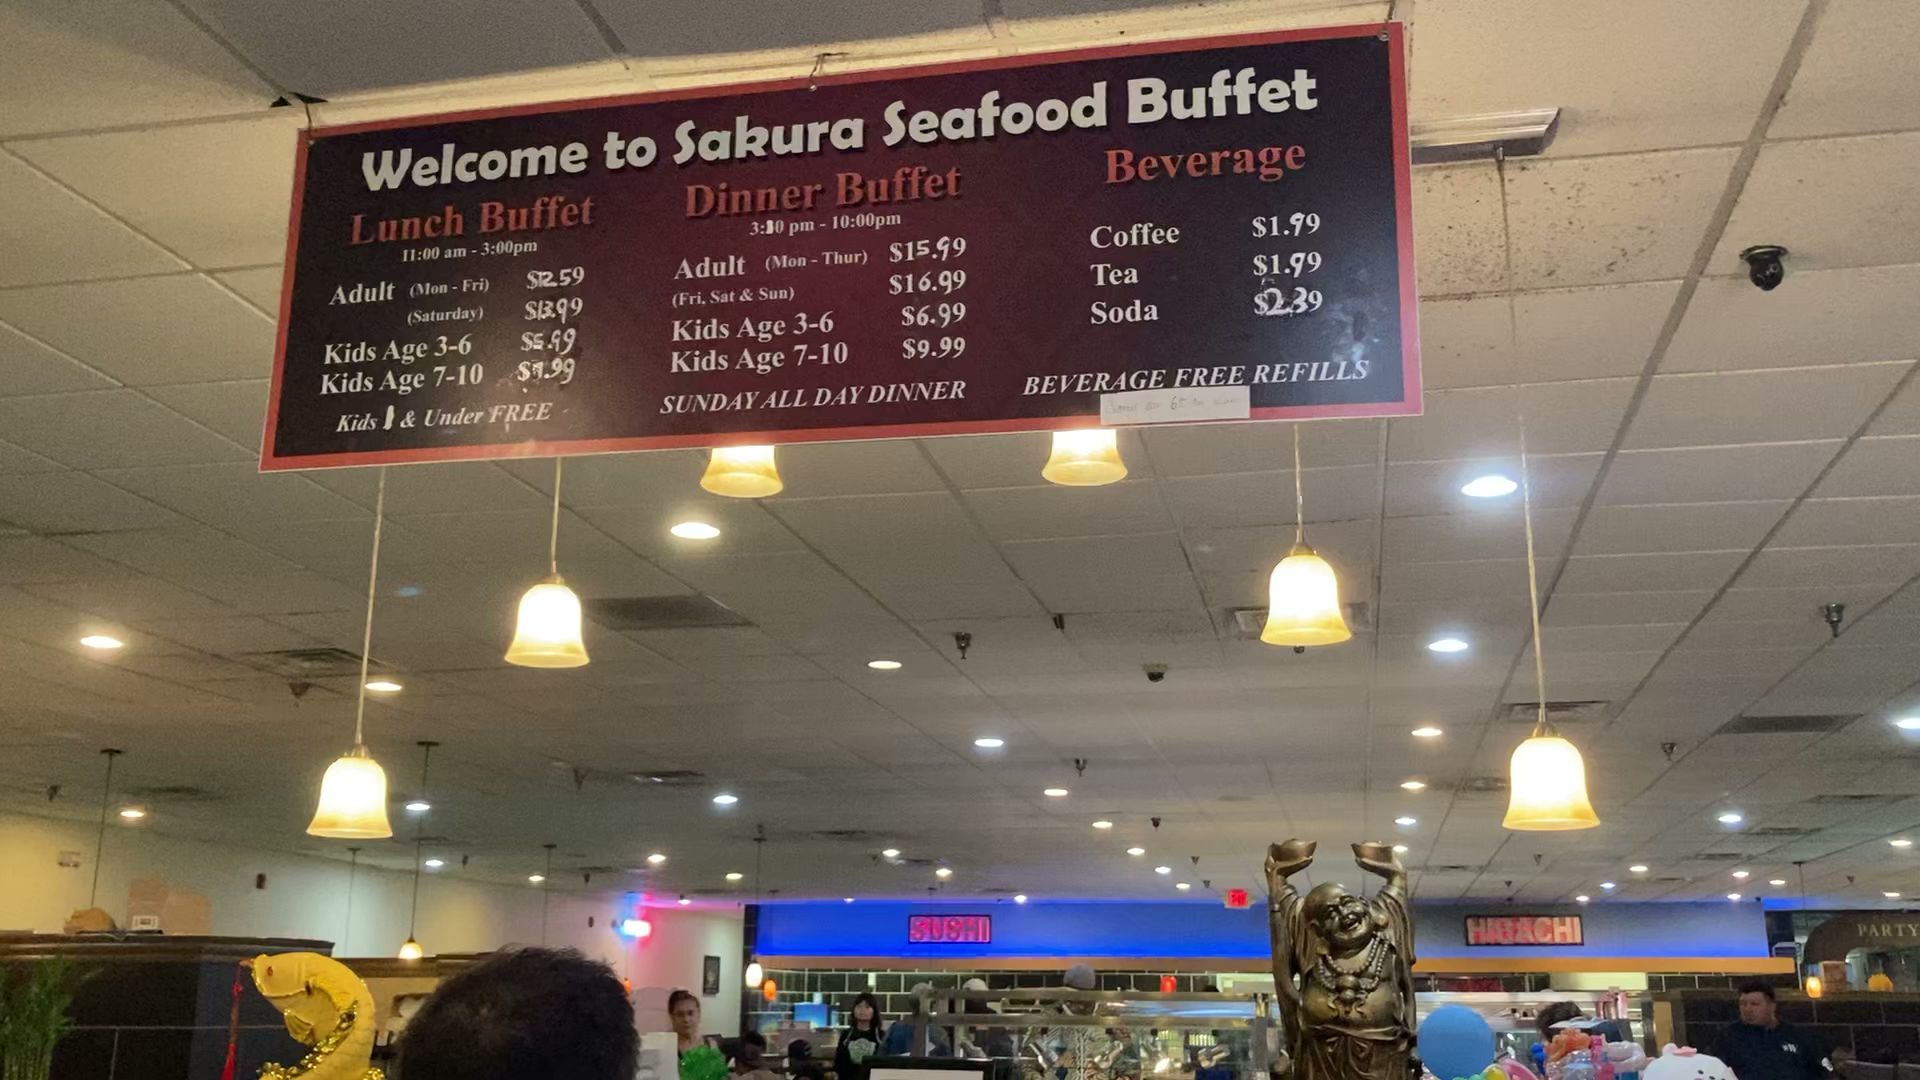 Welcome to Sakura Seafood Buffet
Lunch Buffet
11:00 am - 3:00pm
Adult (Mon - Fri) $12.59
(Saturday) $13.99
Kids Age 3-6 $5.99
Kids Age 7-10 $7.99
Kids & Under FREE
Dinner Buffet
pm - 10:00pm
Adult (Mon - Thur) $15.99
(Fri, Sat & Sun) $16.99
Kids Age 3-6 $6.99
Kids Age 7-10 $9.99
SUNDAY ALL DAY DINNER
Beverage
Coffee $1.99
Tea $1.99
Soda $2.39
BEVERAGE FREE REFILLS
SUSHI
HABACHI
PARTY